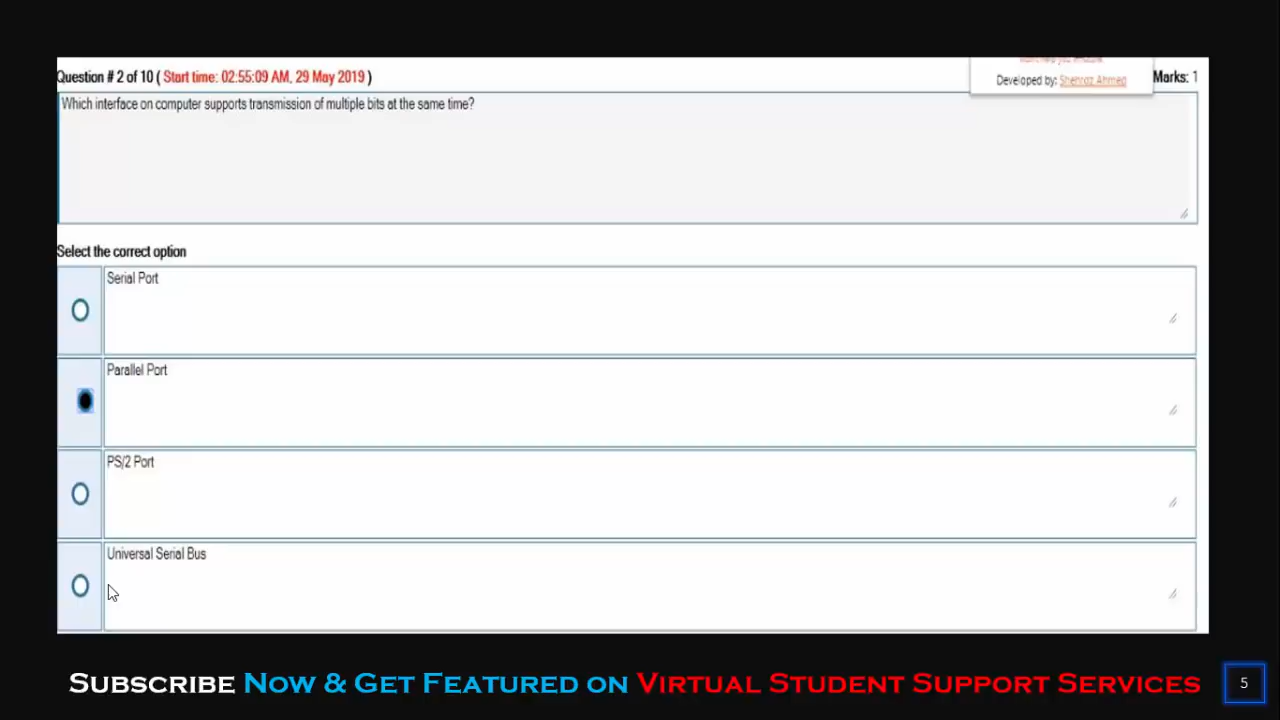 Question # 2 of 10 ( Start time: 02:55:09 AM, 29 May 2019 )
Developed by: Shehroz Ahmed
Marks: 1
Which interface on computer supports transmission of multiple bits at the same time?
Select the correct option
Serial Port
Parallel Port
PS/2 Port
Universal Serial Bus
SUBSCRIBE NOW & GET FEATURED ON VIRTUAL STUDENT SUPPORT SERVICES
5